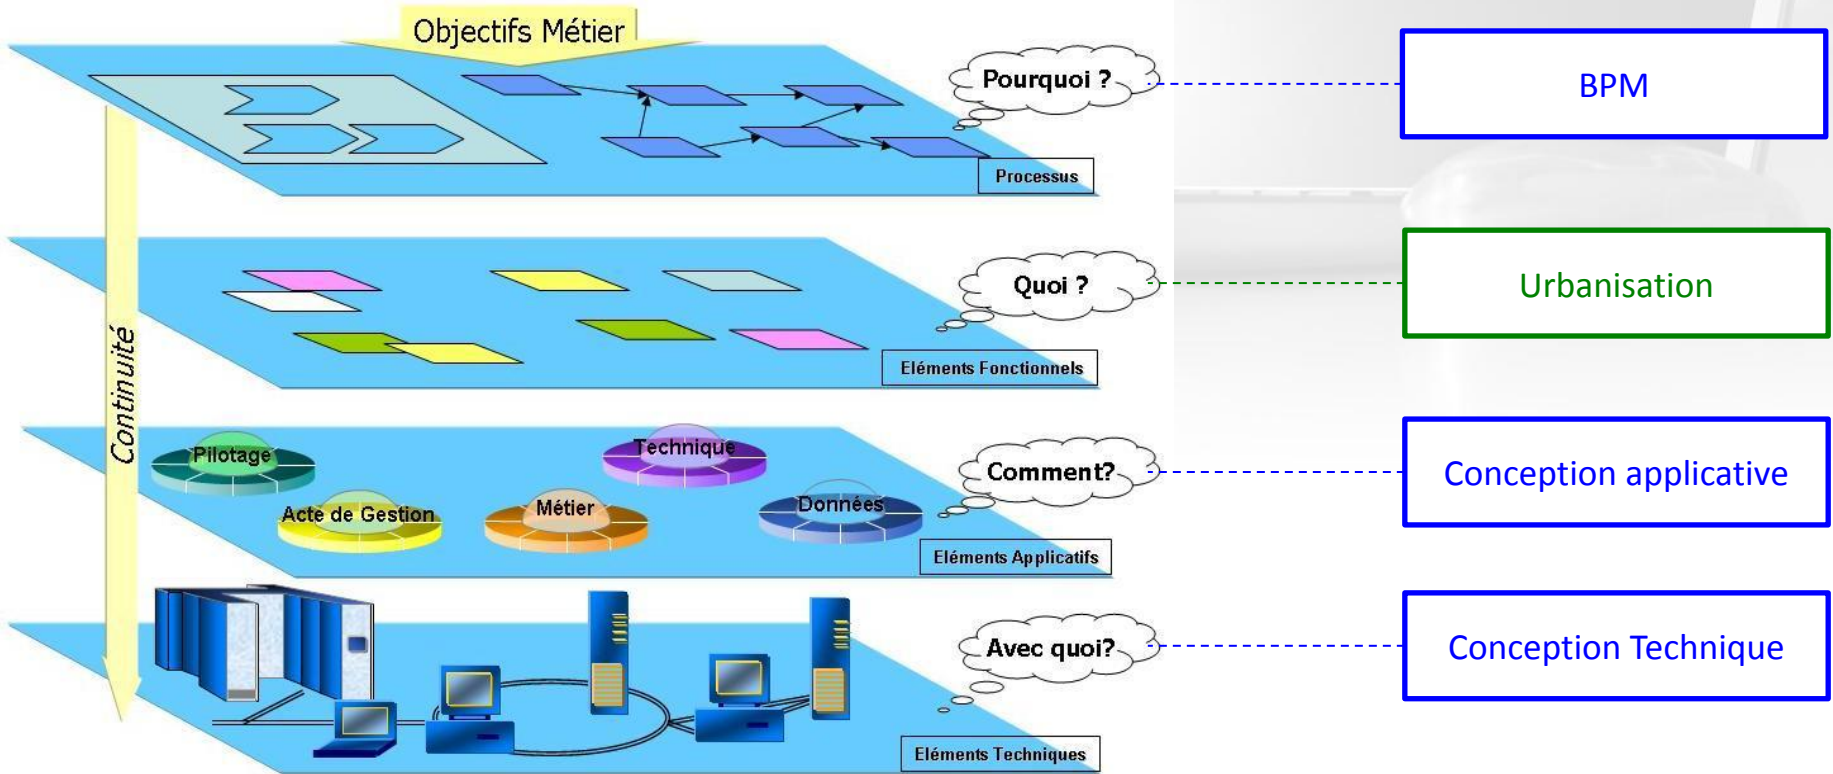 Objectifs Métier
Pourquoi ?
BPM
Processus
Continuité
Quoi ?
Urbanisation
Eléments Fonctionnels
Pilotage
Technique
Acte de Gestion
Métier
Données
Comment?
Conception applicative
Eléments Applicatifs
Avec quoi?
Conception Technique
Eléments Techniques